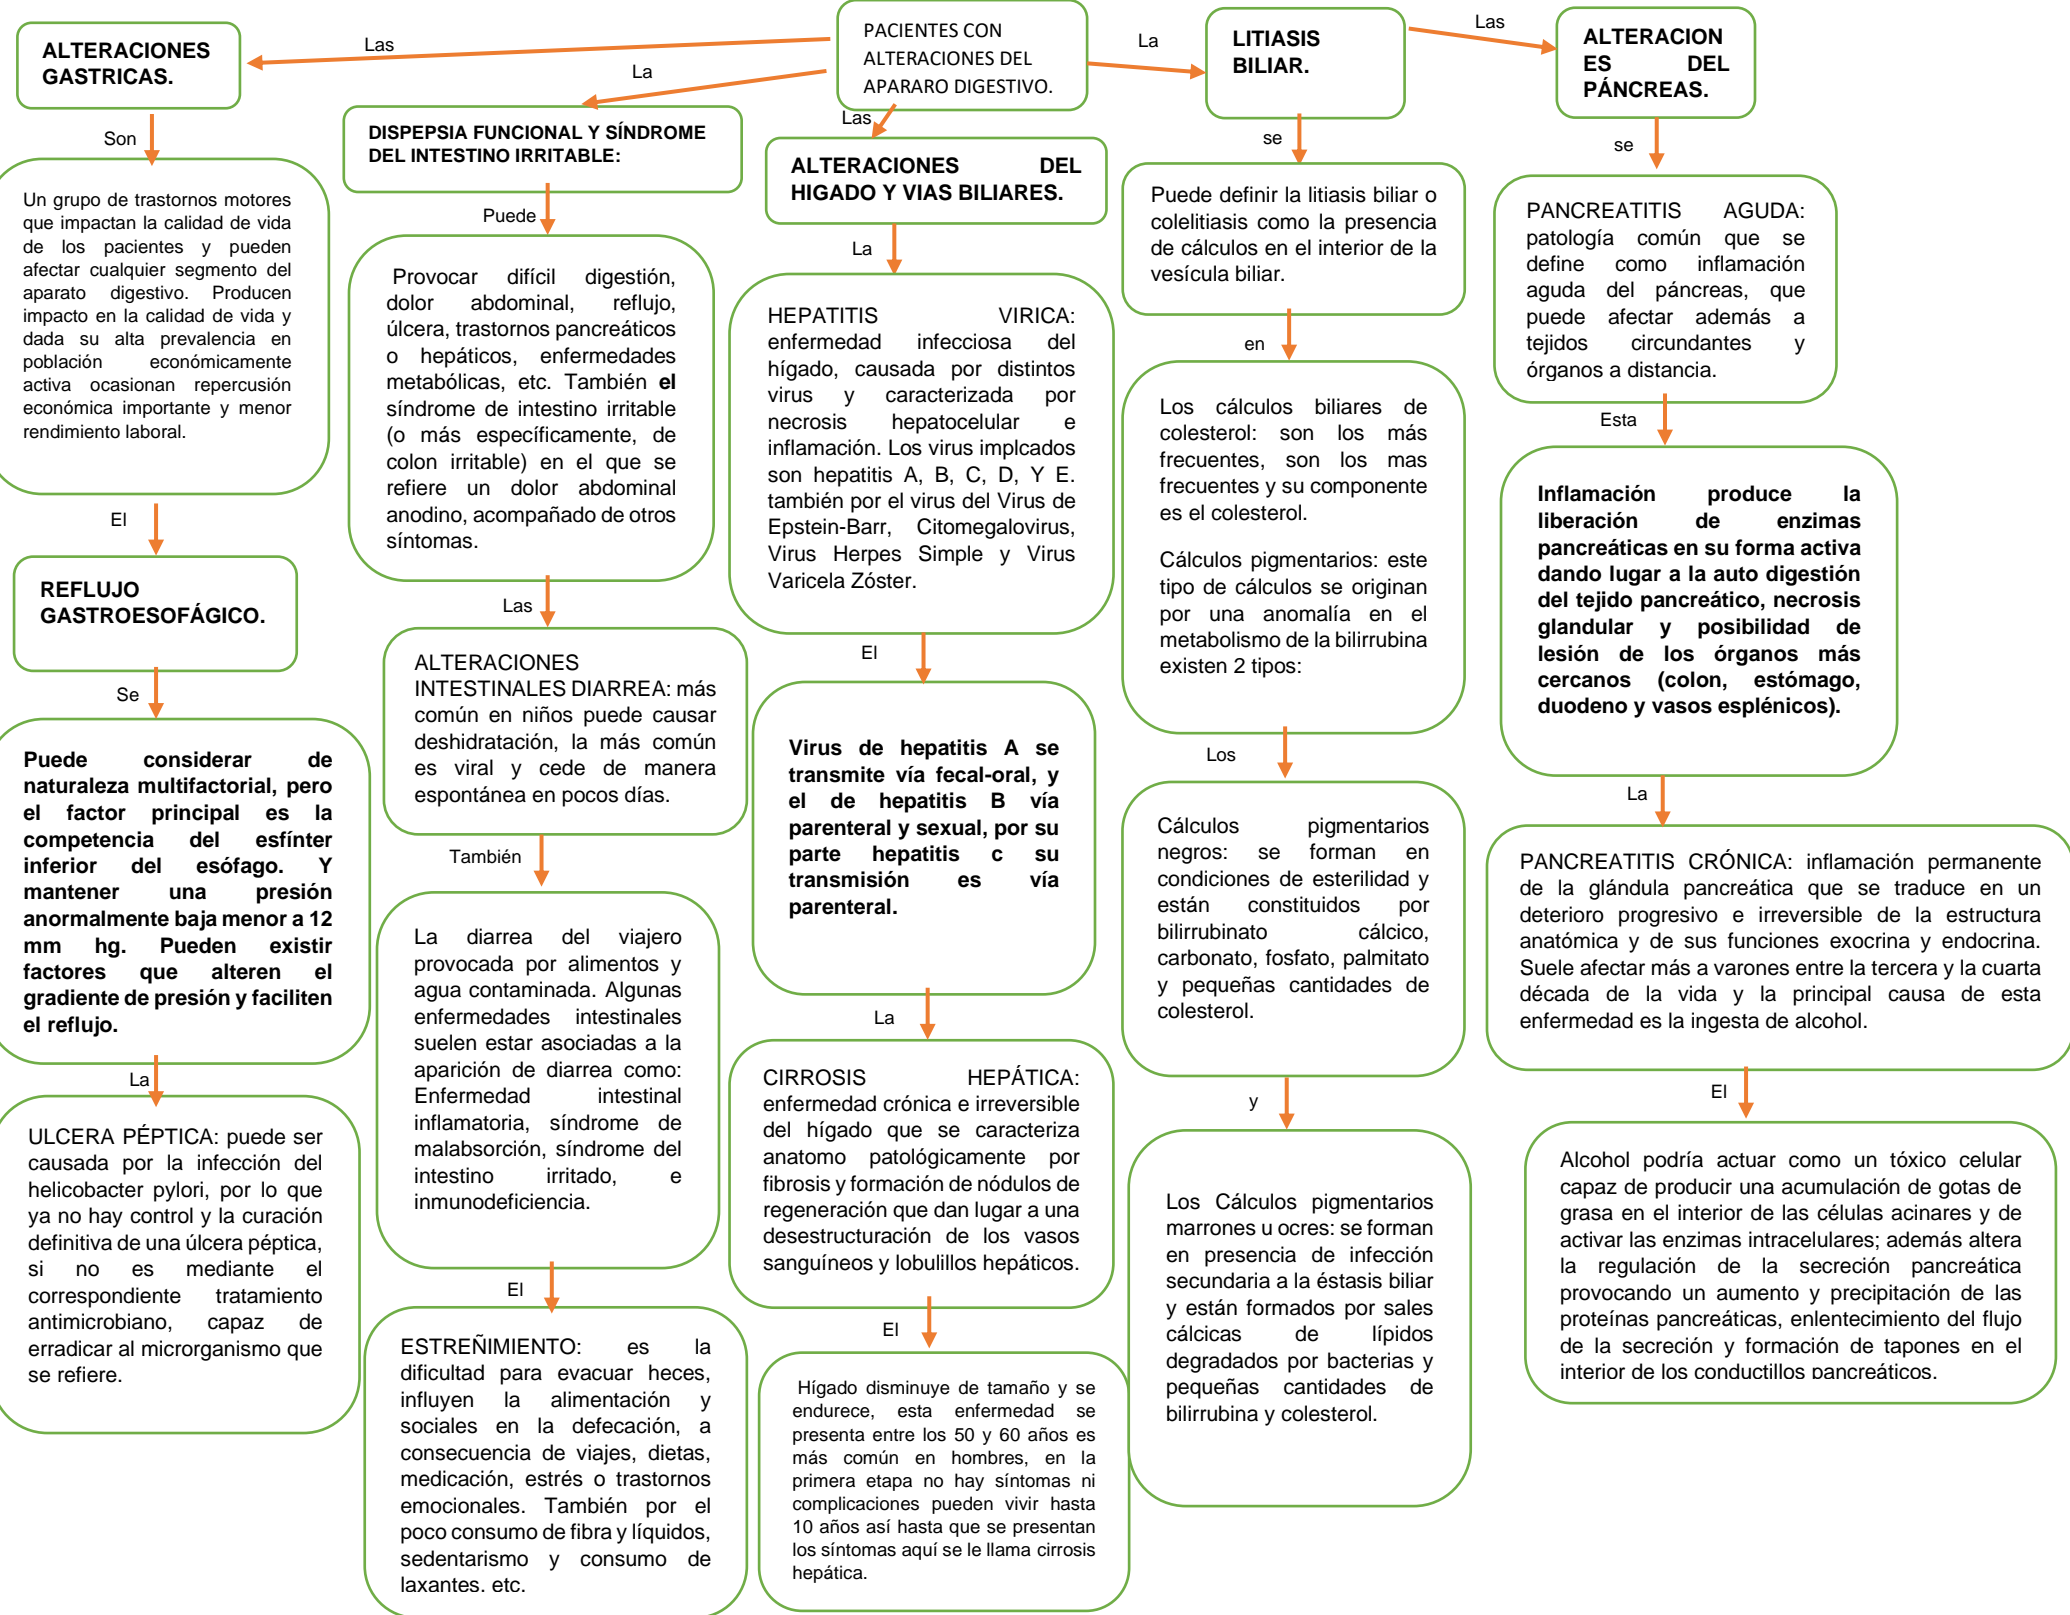 PACIENTES CON
ALTERACIONES DEL
APARARO DIGESTIVO.
Las
ALTERACIONES
GASTRICAS.
Son
Un grupo de trastornos motores
que impactan la calidad de vida
de los pacientes y pueden
afectar cualquier segmento del
aparato digestivo. Producen
impacto en la calidad de vida y
dada su alta prevalencia en
población económicamente
activa ocasionan repercusión
económica importante y menor
rendimiento laboral.
El
REFLUJO
GASTROESOFÁGICO.
Se
Puede considerar de
naturaleza multifactorial, pero
el factor principal es la
competencia del esfínter
inferior del esófago. Y
mantener una presión
anormalmente baja menor a 12
mm hg. Pueden existir
factores que alteren el
gradiente de presión y faciliten
el reflujo.
La
ULCERA PÉPTICA: puede ser
causada por la infección del
helicobacter pylori, por lo que
ya no hay control y la curación
definitiva de una úlcera péptica,
si no es mediante el
correspondiente tratamiento
antimicrobiano, capaz de
erradicar al microrganismo que
se refiere.
La
DISPEPSIA FUNCIONAL Y SÍNDROME
DEL INTESTINO IRRITABLE:
Puede
Provocar difícil digestión,
dolor abdominal, reflujo,
úlcera, trastornos pancreáticos
o hepáticos, enfermedades
metabólicas, etc. También el
síndrome de intestino irritable
(o más específicamente, de
colon irritable) en el que se
refiere un dolor abdominal
anodino, acompañado de otros
síntomas.
Las
ALTERACIONES
INTESTINALES DIARREA: más
común en niños puede causar
deshidratación, la más común
es viral y cede de manera
espontánea en pocos días.
También
La diarrea del viajero
provocada por alimentos y
agua contaminada. Algunas
enfermedades intestinales
suelen estar asociadas a la
aparición de diarrea como:
Enfermedad intestinal
inflamatoria, síndrome de
malabsorción, síndrome del
intestino irritado, e
inmunodeficiencia.
El
ESTREÑIMIENTO: es la
dificultad para evacuar heces,
influyen la alimentación y
sociales en la defecación, a
consecuencia de viajes, dietas,
medicación, estrés o trastornos
emocionales. También por el
poco consumo de fibra y líquidos,
sedentarismo y consumo de
laxantes, etc.
Las
ALTERACIONES DEL
HIGADO Y VIAS BILIARES.
La
HEPATITIS VIRICA:
enfermedad infecciosa del
hígado, causada por distintos
virus y caracterizada por
necrosis hepatocelular e
inflamación. Los virus implcados
son hepatitis A, B, C, D, Y E.
también por el virus del Virus de
Epstein-Barr, Citomegalovirus,
Virus Herpes Simple y Virus
Varicela Zóster.
El
Virus de hepatitis A se
transmite vía fecal-oral, y
el de hepatitis B vía
parenteral y sexual, por su
parte hepatitis c su
transmisión es vía
parenteral.
La
CIRROSIS HEPÁTICA:
enfermedad crónica e irreversible
del hígado que se caracteriza
anatomo patológicamente por
fibrosis y formación de nódulos de
regeneración que dan lugar a una
desestructuración de los vasos
sanguíneos y lobulillos hepáticos.
El
Hígado disminuye de tamaño y se
endurece, esta enfermedad se
presenta entre los 50 y 60 años es
más común en hombres, en la
primera etapa no hay síntomas ni
complicaciones pueden vivir hasta
10 años así hasta que se presentan
los síntomas aquí se le llama cirrosis
hepática.
La
LITIASIS
BILIAR.
se
Puede definir la litiasis biliar o
colelitiasis como la presencia
de cálculos en el interior de la
vesícula biliar.
en
Los cálculos biliares de
colesterol: son los más
frecuentes, son los mas
frecuentes y su componente
es el colesterol.
Cálculos pigmentarios: este
tipo de cálculos se originan
por una anomalía en el
metabolismo de la bilirrubina
existen 2 tipos:
Los
Cálculos pigmentarios
negros: se forman en
condiciones de esterilidad y
están constituidos por
bilirrubinato cálcico,
carbonato, fosfato, palmitato
y pequeñas cantidades de
colesterol.
y
Los Cálculos pigmentarios
marrones u ocres: se forman
en presencia de infección
secundaria a la éstasis biliar
y están formados por sales
cálcicas de lípidos
degradados por bacterias y
pequeñas cantidades de
bilirrubina y colesterol.
Las
ALTERACION
ES DEL
PÁNCREAS.
se
PANCREATITIS AGUDA:
patología común que se
define como inflamación
aguda del páncreas, que
puede afectar además a
tejidos circundantes y
órganos a distancia.
Esta
Inflamación produce la
liberación de enzimas
pancreáticas en su forma activa
dando lugar a la auto digestión
del tejido pancreático, necrosis
glandular y posibilidad de
lesión de los órganos más
cercanos (colon, estómago,
duodeno y vasos esplénicos).
La
PANCREATITIS CRÓNICA: inflamación permanente
de la glándula pancreática que se traduce en un
deterioro progresivo e irreversible de la estructura
anatómica y de sus funciones exocrina y endocrina.
Suele afectar más a varones entre la tercera y la cuarta
década de la vida y la principal causa de esta
enfermedad es la ingesta de alcohol.
El
Alcohol podría actuar como un tóxico celular
capaz de producir una acumulación de gotas de
grasa en el interior de las células acinares y de
activar las enzimas intracelulares; además altera
la regulación de la secreción pancreática
provocando un aumento y precipitación de las
proteínas pancreáticas, enlentecimiento del flujo
de la secreción y formación de tapones en el
interior de los conductillos pancreáticos.